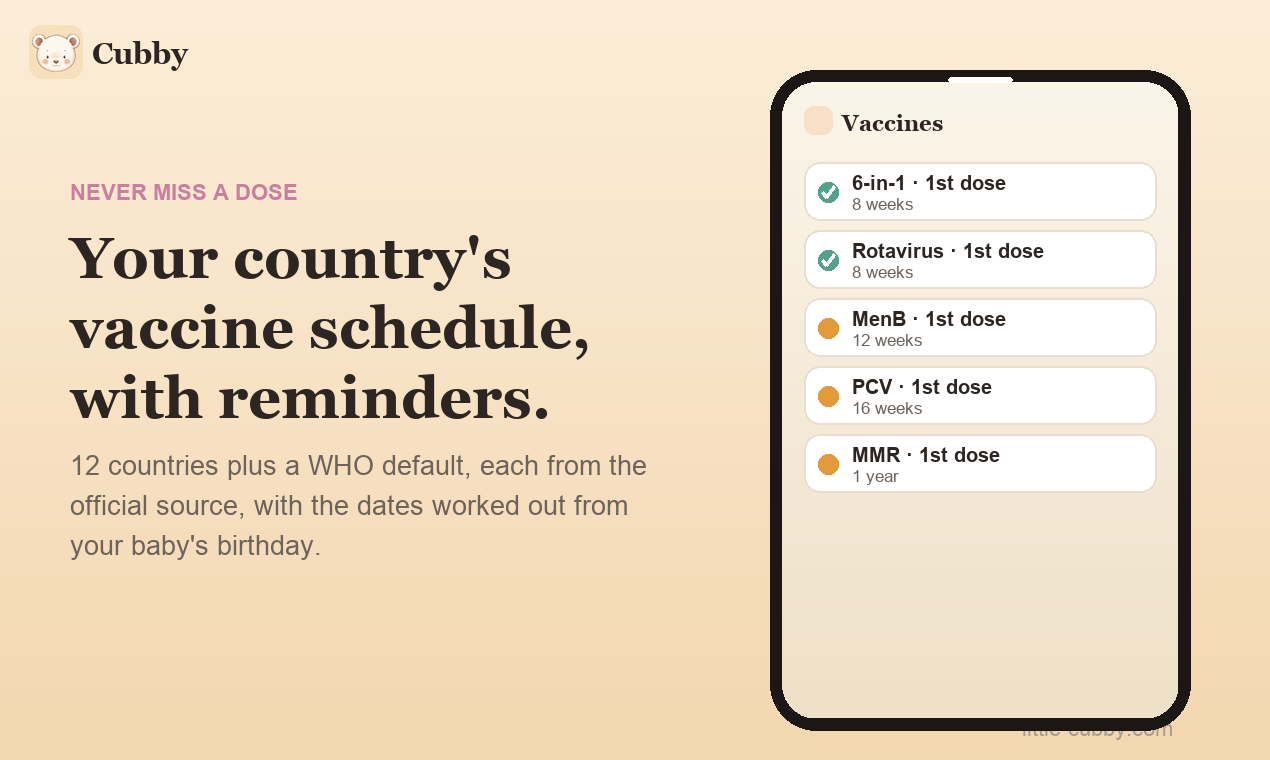 Cubby
NEVER MISS A DOSE
Your country's
vaccine schedule,
with reminders.
12 countries plus a WHO default, each from the
official source, with the dates worked out from
your baby's birthday.
Vaccines
6-in-1 · 1st dose
8 weeks
Rotavirus · 1st dose
8 weeks
MenB · 1st dose
12 weeks
PCV · 1st dose
16 weeks
MMR · 1st dose
1 year
little-cubby.com